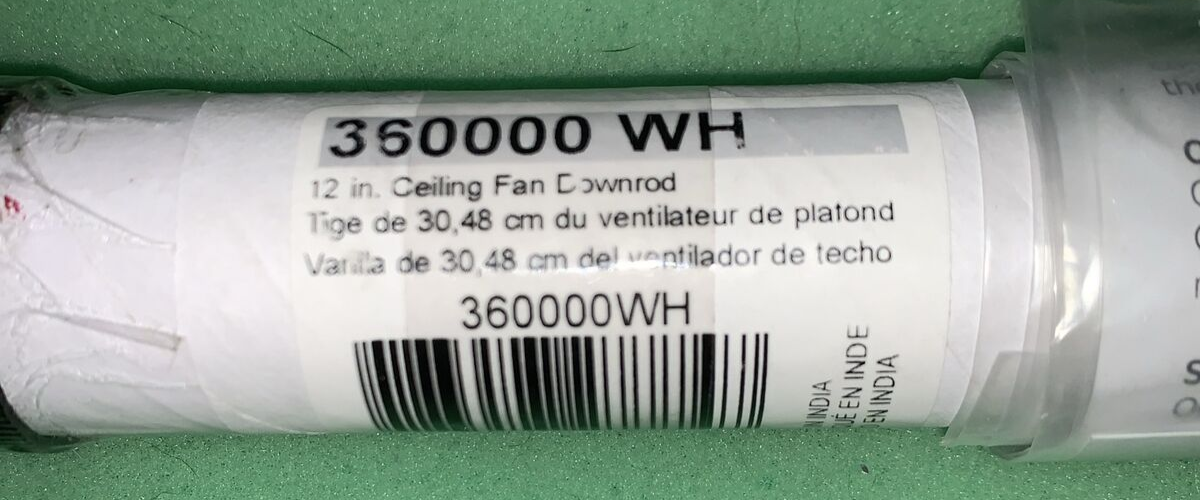 360000 WH
12 in. Ceiling Fan Downrod
Tige de 30,48 cm du ventilateur de plafond
Varilla de 30,48 cm del ventilador de techo
360000WH
INDIA
EN INDE
EN INDIA